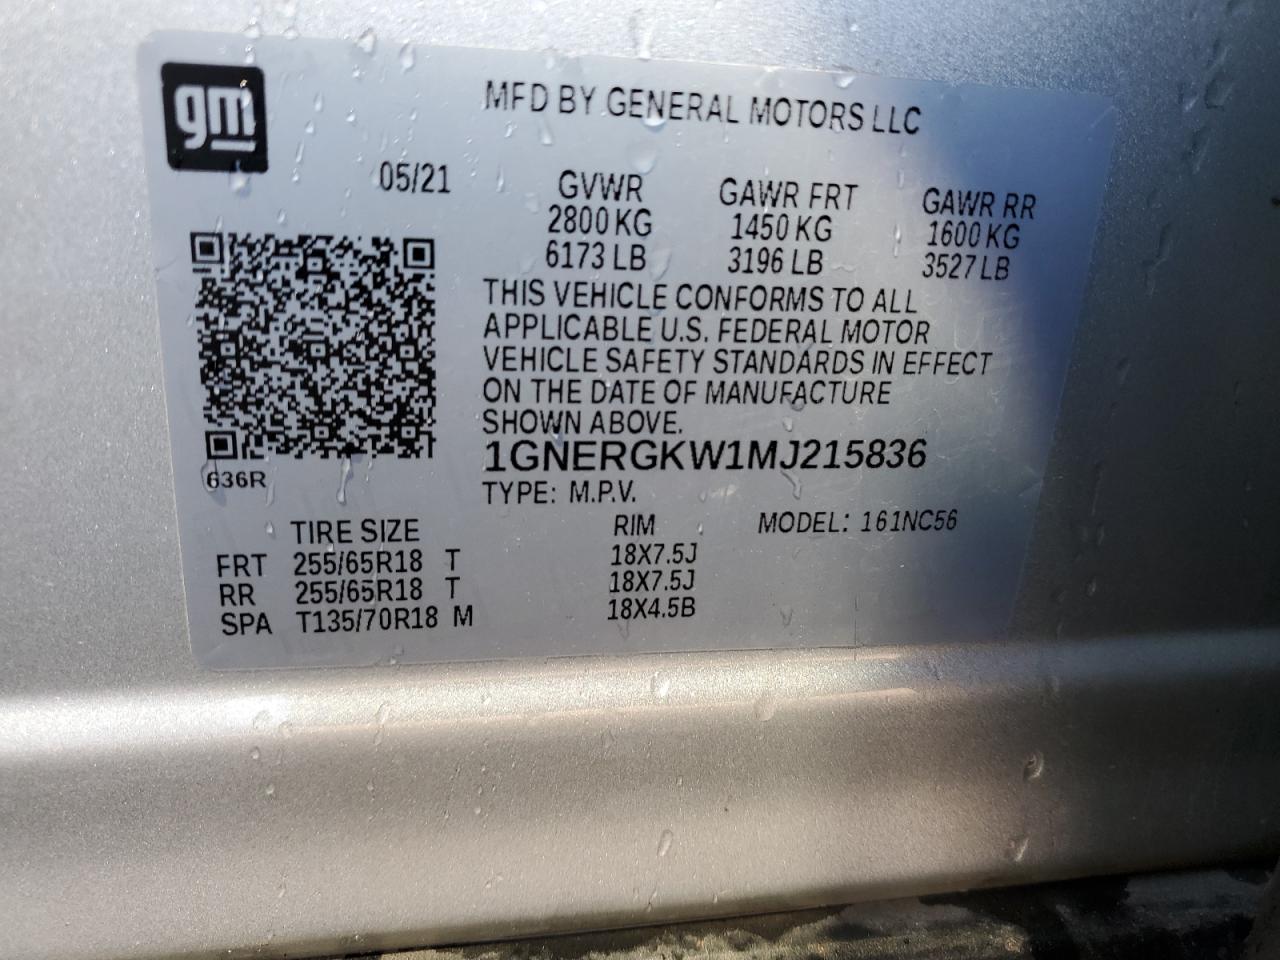 gm
MFD BY GENERAL MOTORS LLC
05/21
GVWR GAWR FRT GAWR RR
2800 KG 1450 KG 1600 KG
6173 LB 3196 LB 3527 LB
THIS VEHICLE CONFORMS TO ALL
APPLICABLE U.S. FEDERAL MOTOR
VEHICLE SAFETY STANDARDS IN EFFECT
ON THE DATE OF MANUFACTURE
SHOWN ABOVE.
1GNERGKW1MJ215836
636R
TYPE: M.P.V.
TIRE SIZE RIM MODEL: 161NC56
FRT 255/65R18 T 18X7.5J
RR 255/65R18 T 18X7.5J
SPA T135/70R18 M 18X4.5B